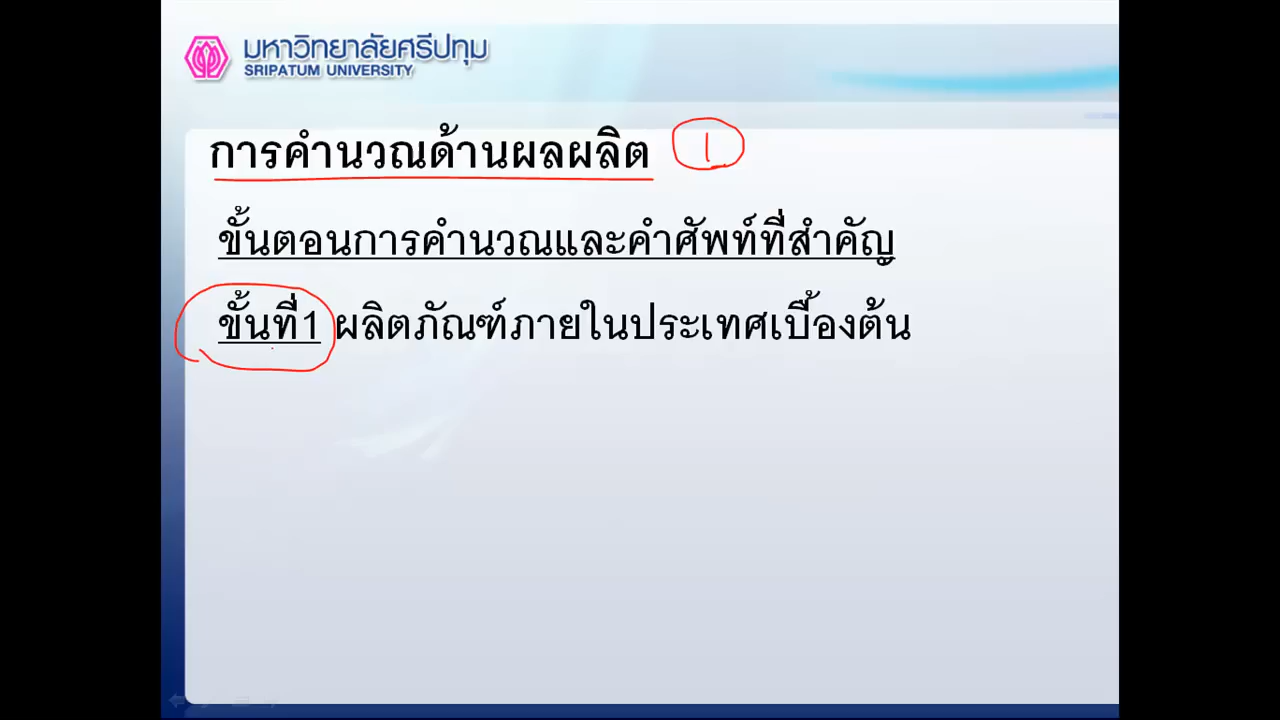 มหาวิทยาลัยศรีปทุม
SRIPATUM UNIVERSITY
การคำนวณด้านผลผลิต 1
ขั้นตอนการคำนวณและคำศัพท์ที่สำคัญ
ขั้นที่1 ผลิตภัณฑ์ภายในประเทศเบื้องต้น